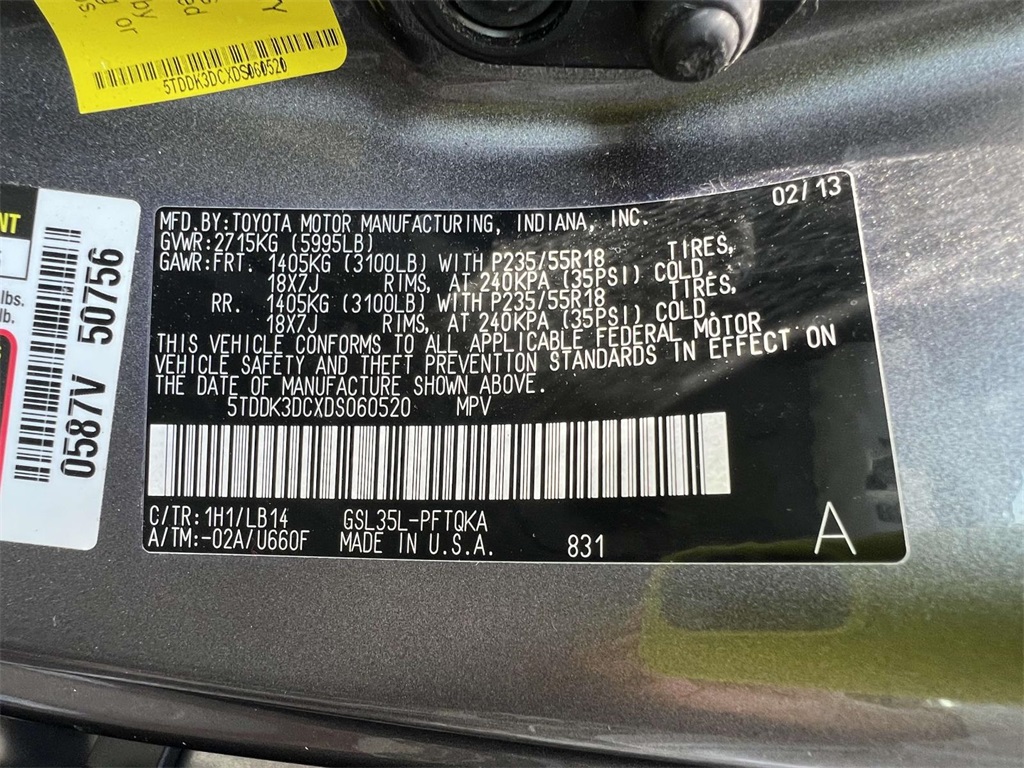 5TDDK3DCXDS060520
by
or
0587V 50756
lbs.
lb.
02/13
MFD.BY:TOYOTA MOTOR MANUFACTURING, INDIANA, INC.
GVWR:2715KG (5995LB)
GAWR:FRT. 1405KG (3100LB) WITH P235/55R18 TIRES,
18X7J RIMS, AT 240KPA (35PSI) COLD.
RR. 1405KG (3100LB) WITH P235/55R18 TIRES,
18X7J RIMS, AT 240KPA (35PSI) COLD.
THIS VEHICLE CONFORMS TO ALL APPLICABLE FEDERAL MOTOR
VEHICLE SAFETY AND THEFT PREVENTION STANDARDS IN EFFECT ON
THE DATE OF MANUFACTURE SHOWN ABOVE.
5TDDK3DCXDS060520 MPV
C/TR:1H1/LB14 GSL35L-PFTQKA
A/TM:-02A/U660F MADE IN U.S.A. 831 A